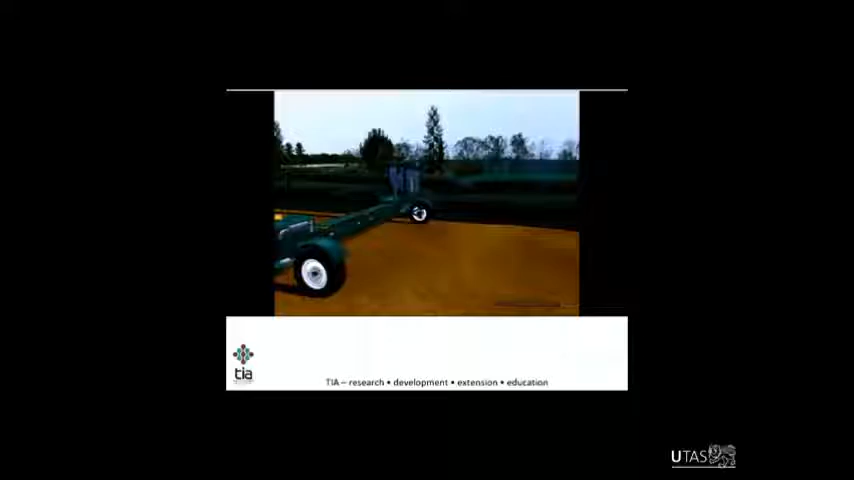 tia
TIA – research • development • extension • education
UTAS